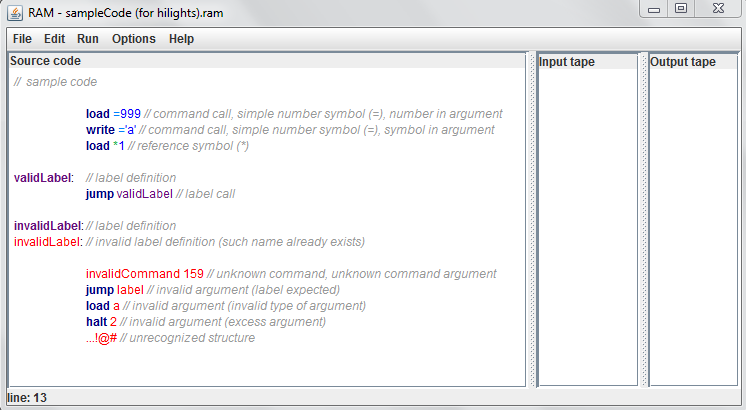 RAM - sampleCode (for hilights).ram
File Edit Run Options Help
Source code
// sample code
load =999 // command call, simple number symbol (=), number in argument
write ='a' // command call, simple number symbol (=), symbol in argument
load *1 // reference symbol (*)
validLabel: // label definition
jump validLabel // label call
invalidLabel: // label definition
invalidLabel: // invalid label definition (such name already exists)
invalidCommand 159 // unknown command, unknown command argument
jump label // invalid argument (label expected)
load a // invalid argument (invalid type of argument)
halt 2 // invalid argument (excess argument)
...!@# // unrecognized structure
Input tape
Output tape
line: 13